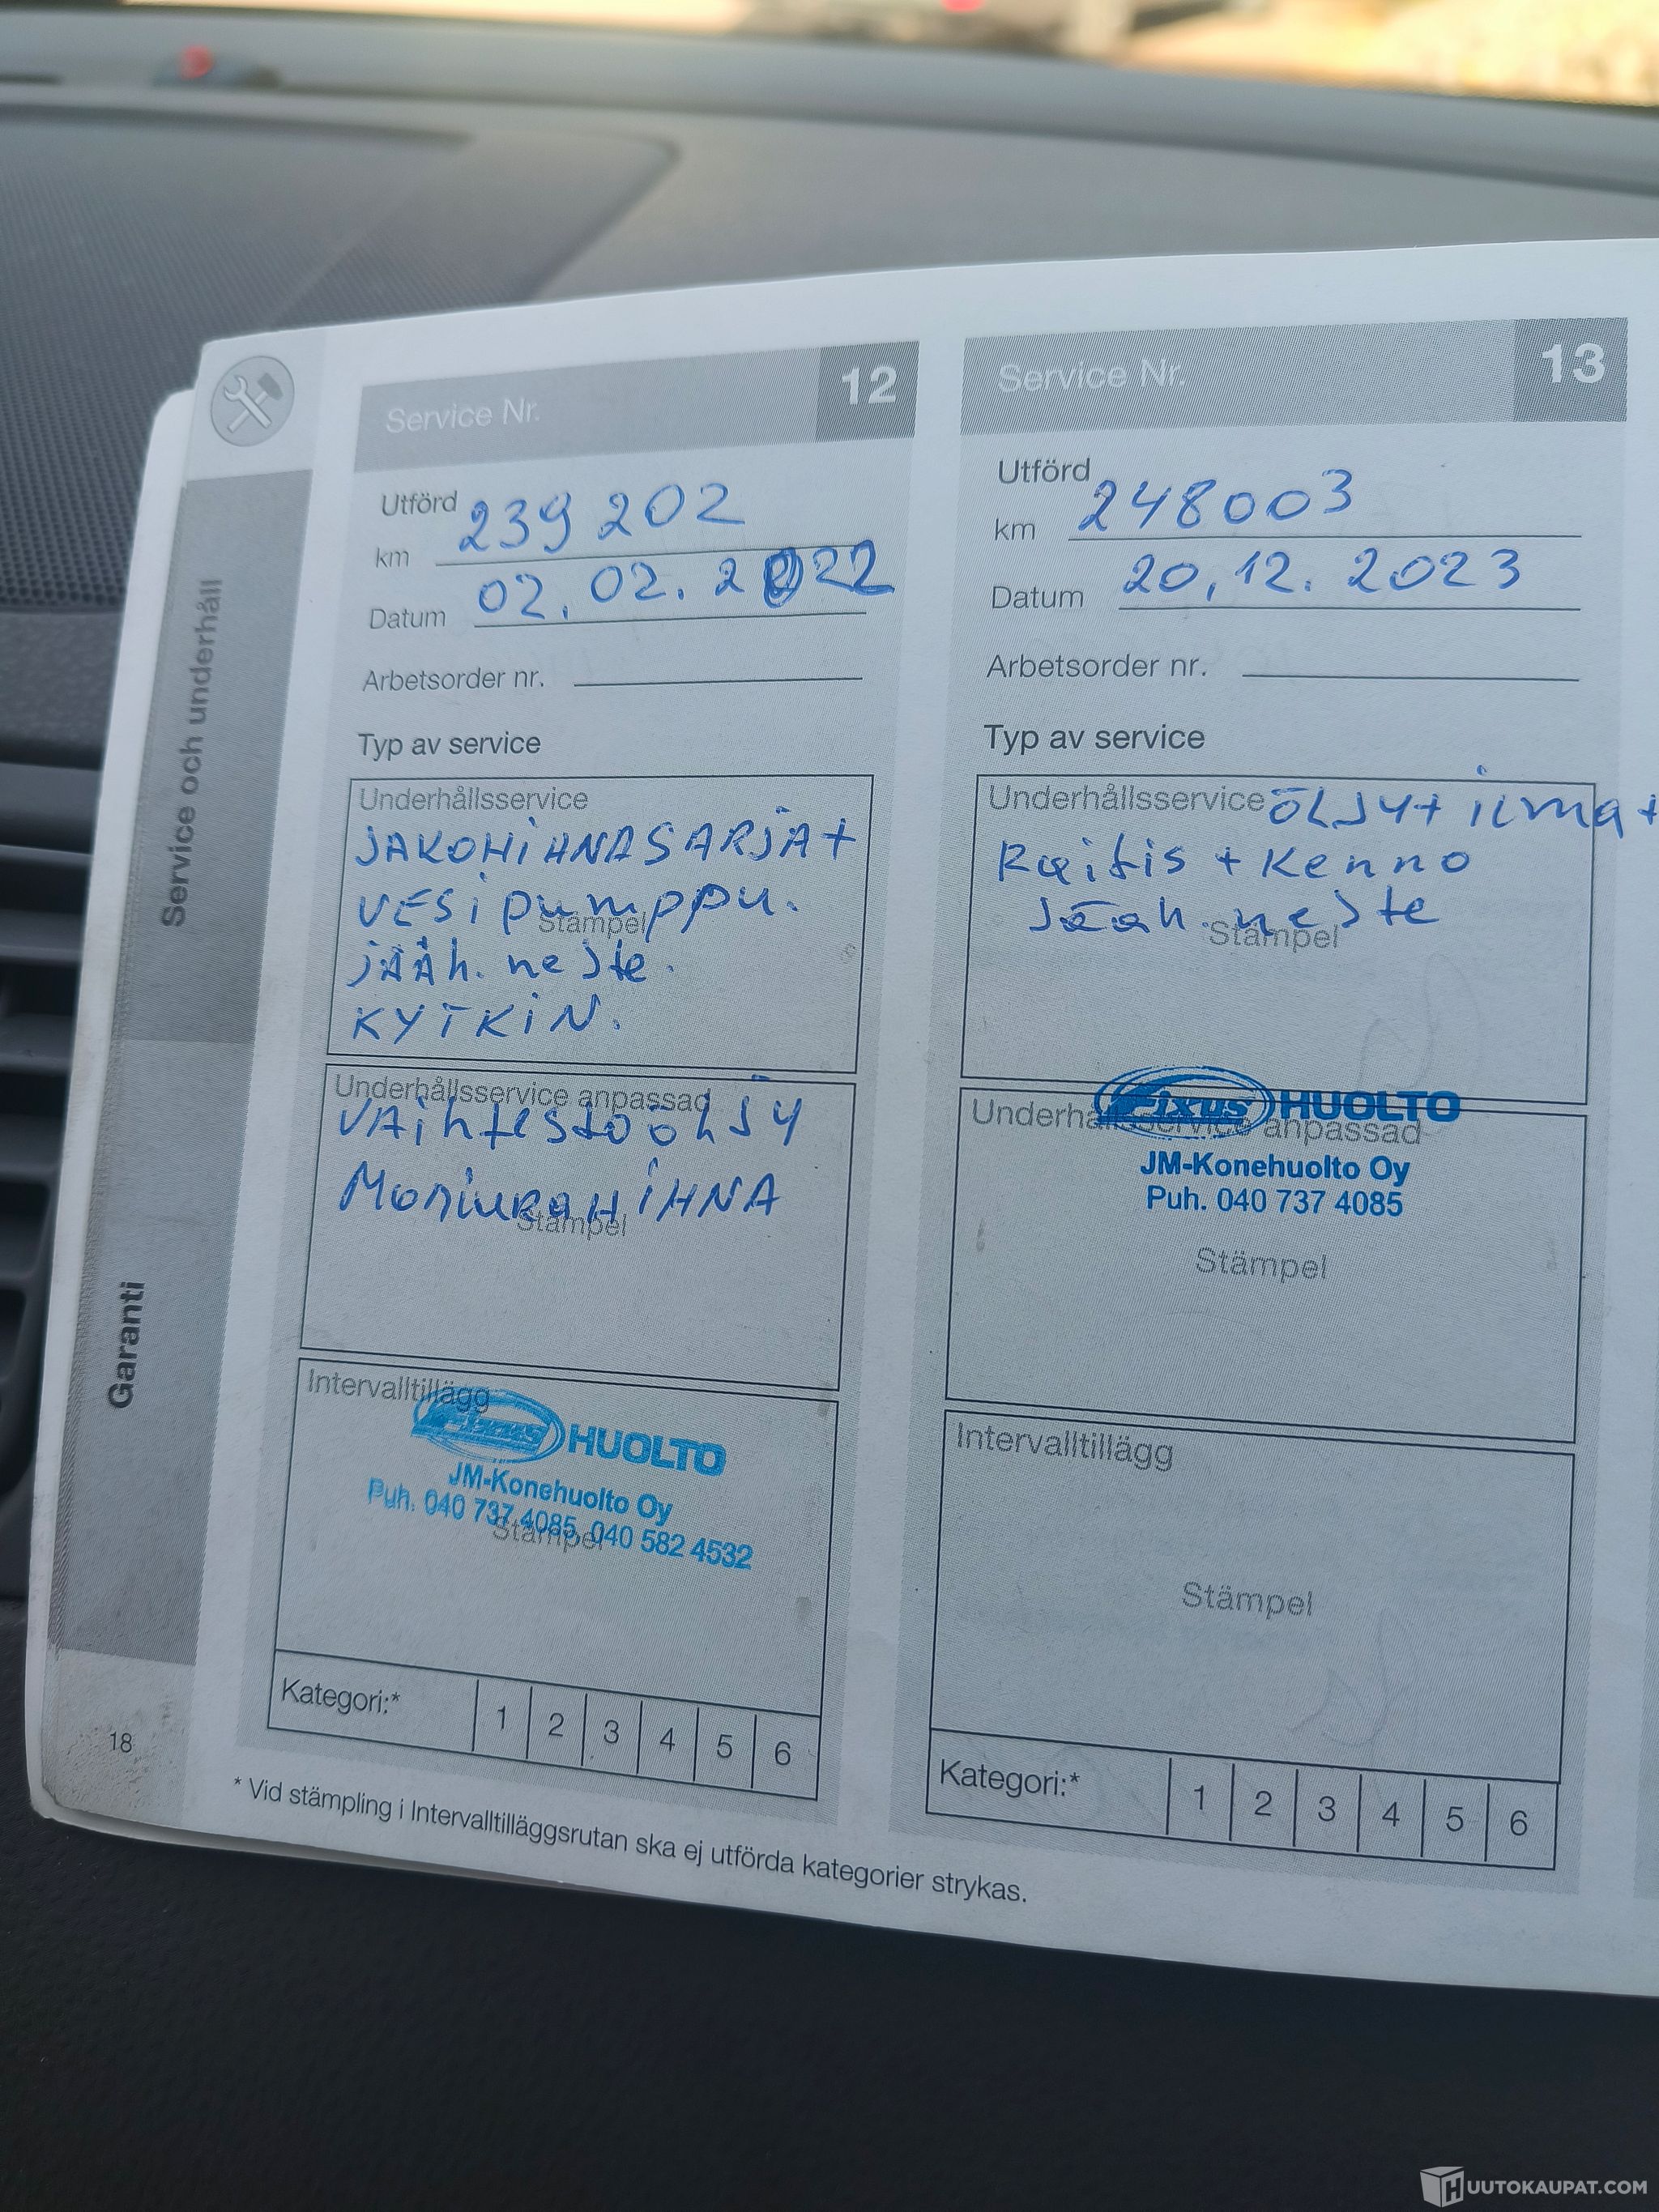 Service och underhåll
Garanti
18
Service Nr. 12
Utförd
km 239 202
Datum 02.02.2022
Arbetsorder nr.
Typ av service
Underhållsservice
JAKOHiHNASARJA+
VESipumppu.
jÄÄh. neste.
KYTKiN.
Stämpel
Underhållsservice anpassad
VAihtestoöLJY
MoniuRaHiHNA
Stämpel
Intervalltillägg
Fixus HUOLTO
JM-Konehuolto Oy
Puh. 040 737 4085, 040 582 4532
Stämpel
Kategori:* 1 2 3 4 5 6
Service Nr. 13
Utförd
km 248003
Datum 20.12.2023
Arbetsorder nr.
Typ av service
Underhållsservice ÖLJY+ ilma+
Raitis + Kenno
Jääh. neste
Stämpel
Underhållsservice anpassad
Fixus HUOLTO
JM-Konehuolto Oy
Puh. 040 737 4085
Stämpel
Intervalltillägg
Stämpel
Kategori:* 1 2 3 4 5 6
* Vid stämpling i Intervalltilläggsrutan ska ej utförda kategorier strykas.
HUUTOKAUPAT.COM